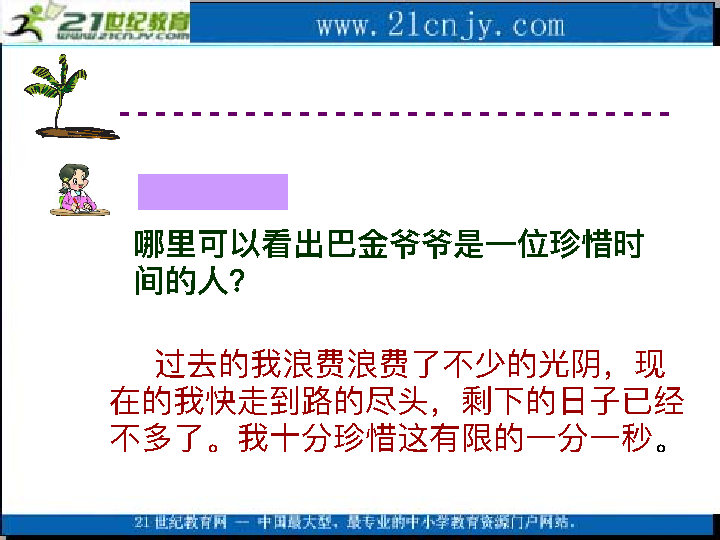 21世纪教育
WWW.21CNJY.COM
www.21cnjy.com
哪里可以看出巴金爷爷是一位珍惜时
间的人?
过去的我浪费浪费了不少的光阴，现
在的我快走到路的尽头，剩下的日子已经
不多了。我十分珍惜这有限的一分一秒。
21世纪教育网 -- 中国最大型、最专业的中小学教育资源门户网站.